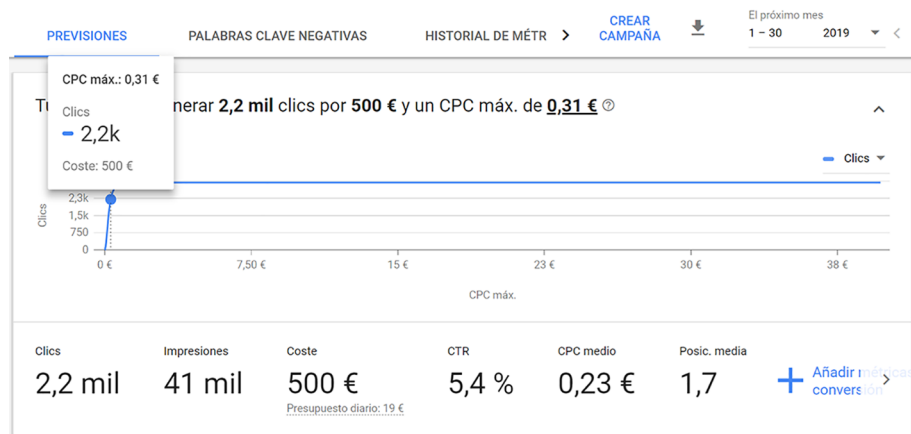 PREVISIONES
PALABRAS CLAVE NEGATIVAS
HISTORIAL DE MÉTR
CREAR
CAMPAÑA
El próximo mes
1 – 30 2019
CPC máx.: 0,31 €
Clics
2,2k
Coste: 500 €
nerar 2,2 mil clics por 500 € y un CPC máx. de 0,31 €
Clics
Clics
2,3k
1,5k
750
0
0 € 7,50 € 15 € 23 € 30 € 38 €
CPC máx.
Clics Impresiones Coste CTR CPC medio Posic. media
2,2 mil 41 mil 500 € 5,4 % 0,23 € 1,7
Presupuesto diario: 19 €
Añadir métricas
conversión